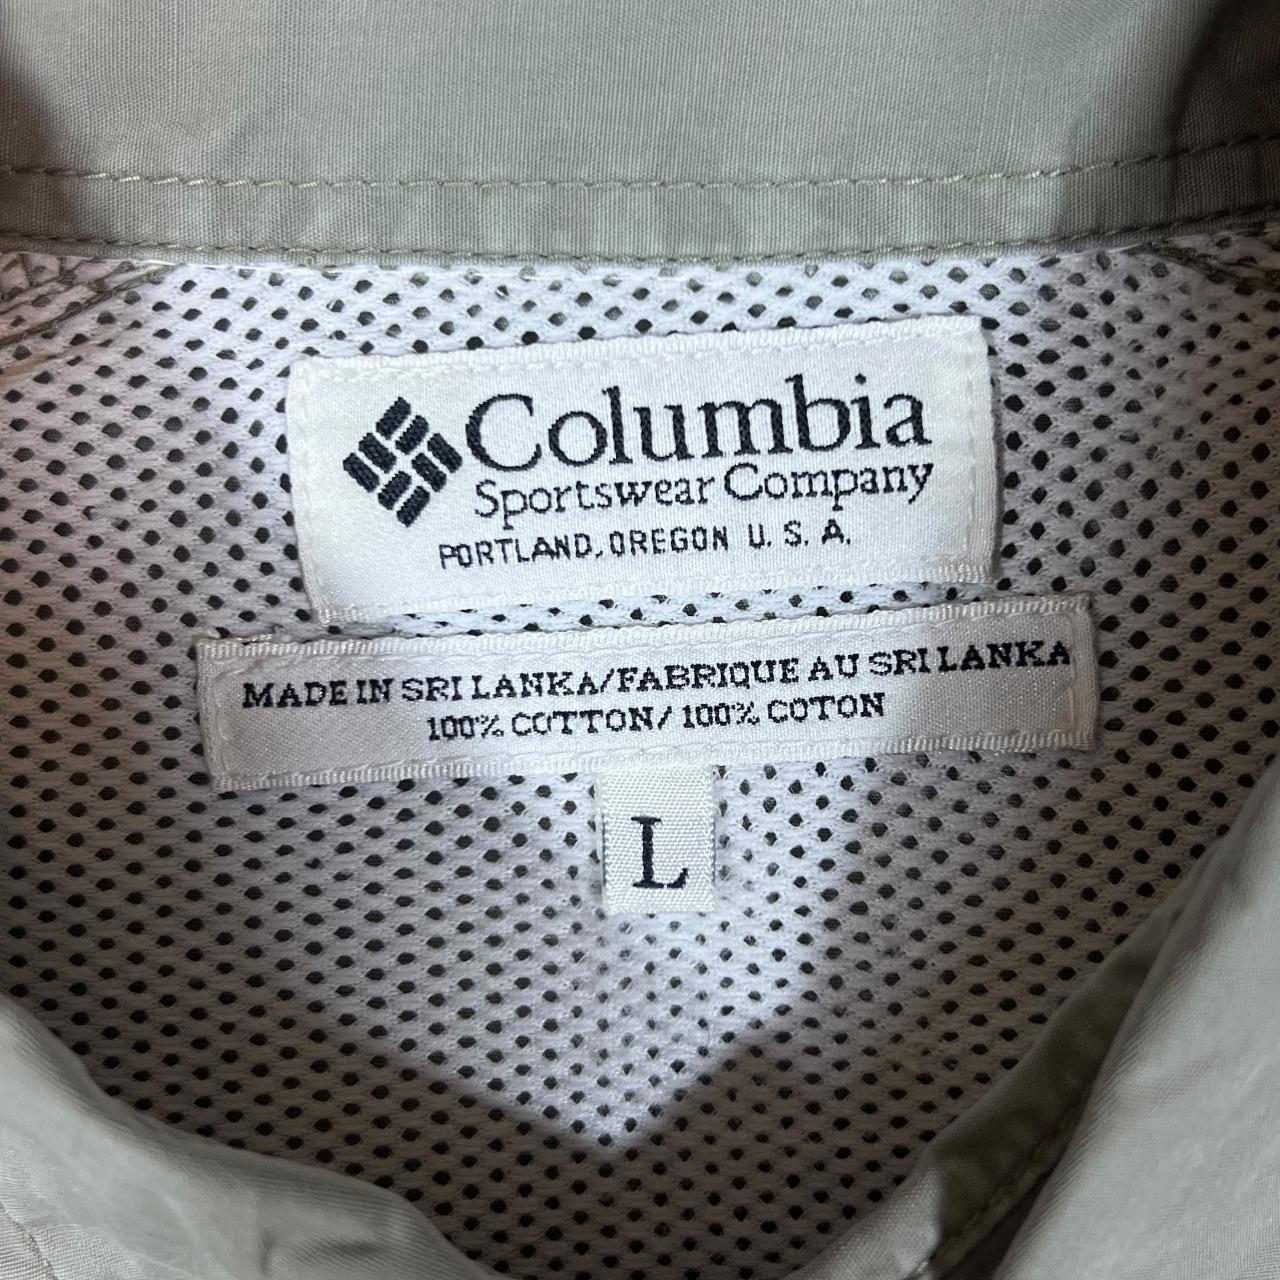 Columbia
Sportswear Company
PORTLAND, OREGON U. S. A.
MADE IN SRI LANKA/FABRIQUE AU SRI LANKA
100% COTTON/ 100% COTON
L